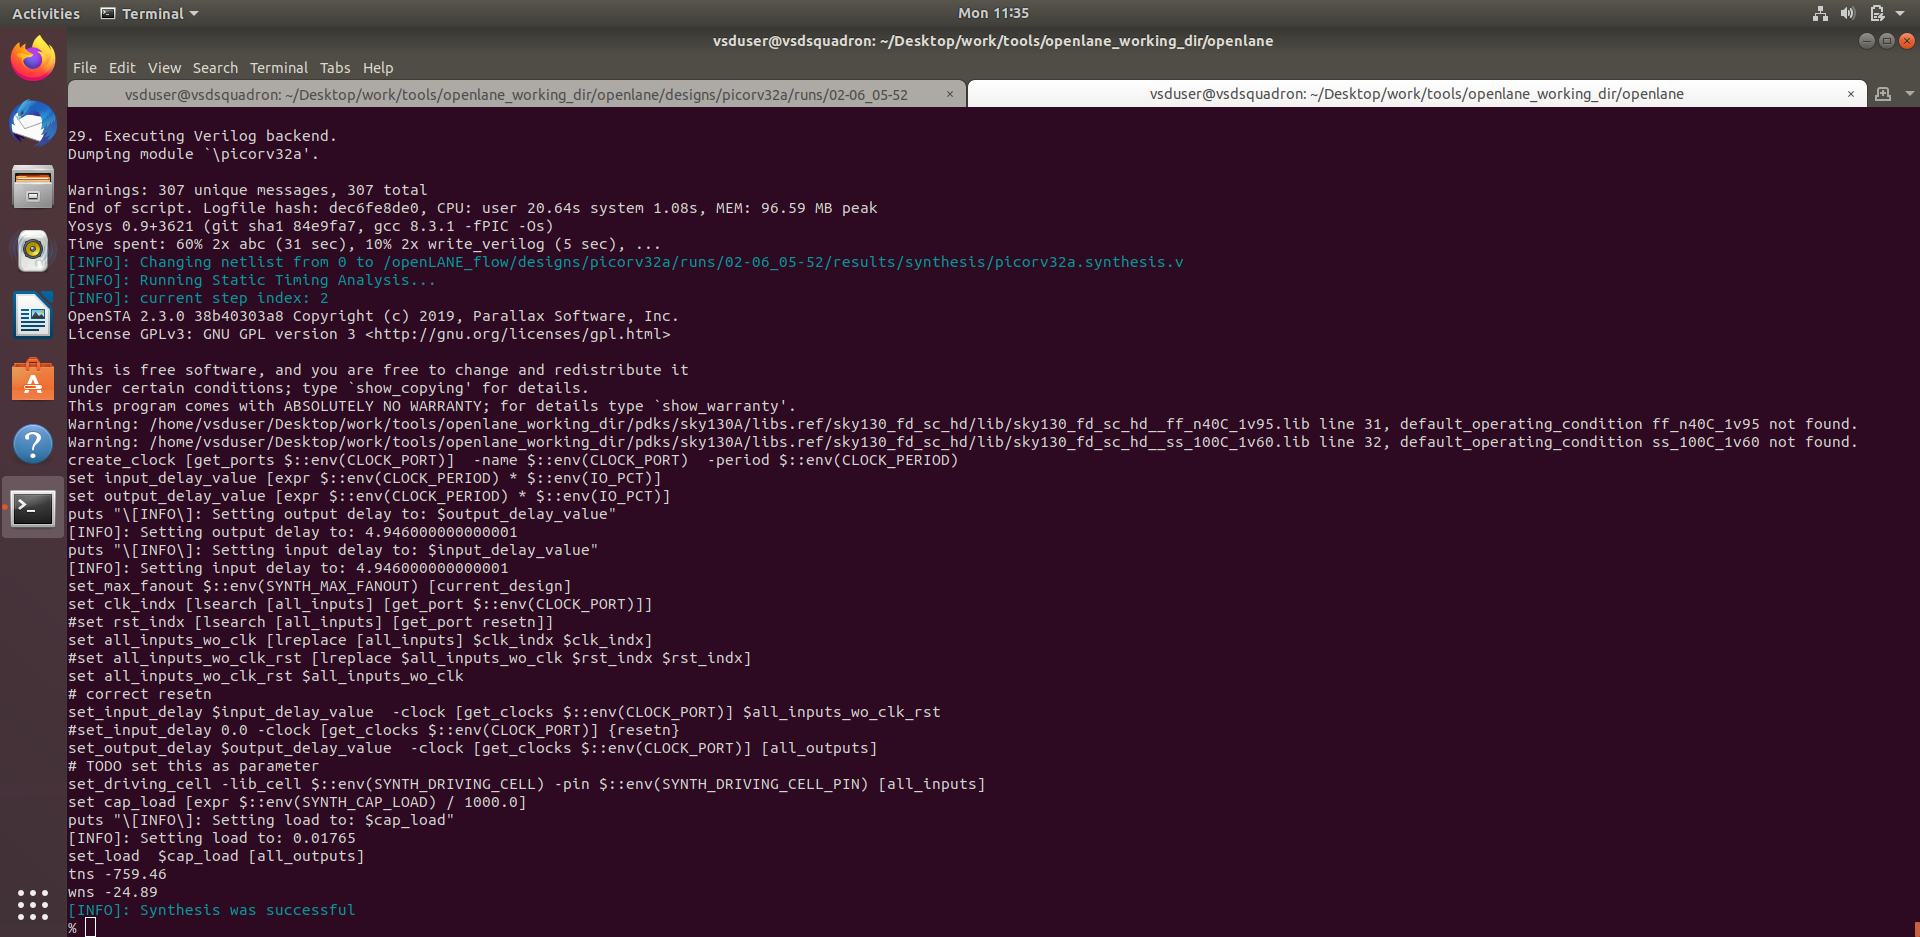 Activities
Terminal
Mon 11:35
vsduser@vsdsquadron: ~/Desktop/work/tools/openlane_working_dir/openlane
File Edit View Search Terminal Tabs Help
vsduser@vsdsquadron: ~/Desktop/work/tools/openlane_working_dir/openlane/designs/picorv32a/runs/02-06_05-52 ×
vsduser@vsdsquadron: ~/Desktop/work/tools/openlane_working_dir/openlane ×
29. Executing Verilog backend.
Dumping module `\picorv32a'.
Warnings: 307 unique messages, 307 total
End of script. Logfile hash: dec6fe8de0, CPU: user 20.64s system 1.08s, MEM: 96.59 MB peak
Yosys 0.9+3621 (git sha1 84e9fa7, gcc 8.3.1 -fPIC -Os)
Time spent: 60% 2x abc (31 sec), 10% 2x write_verilog (5 sec), ...
[INFO]: Changing netlist from 0 to /openLANE_flow/designs/picorv32a/runs/02-06_05-52/results/synthesis/picorv32a.synthesis.v
[INFO]: Running Static Timing Analysis...
[INFO]: current step index: 2
OpenSTA 2.3.0 38b40303a8 Copyright (c) 2019, Parallax Software, Inc.
License GPLv3: GNU GPL version 3 <http://gnu.org/licenses/gpl.html>
This is free software, and you are free to change and redistribute it
under certain conditions; type `show_copying' for details.
This program comes with ABSOLUTELY NO WARRANTY; for details type `show_warranty'.
Warning: /home/vsduser/Desktop/work/tools/openlane_working_dir/pdks/sky130A/libs.ref/sky130_fd_sc_hd/lib/sky130_fd_sc_hd__ff_n40C_1v95.lib line 31, default_operating_condition ff_n40C_1v95 not found.
Warning: /home/vsduser/Desktop/work/tools/openlane_working_dir/pdks/sky130A/libs.ref/sky130_fd_sc_hd/lib/sky130_fd_sc_hd__ss_100C_1v60.lib line 32, default_operating_condition ss_100C_1v60 not found.
create_clock [get_ports $::env(CLOCK_PORT)]  -name $::env(CLOCK_PORT)  -period $::env(CLOCK_PERIOD)
set input_delay_value [expr $::env(CLOCK_PERIOD) * $::env(IO_PCT)]
set output_delay_value [expr $::env(CLOCK_PERIOD) * $::env(IO_PCT)]
puts "\[INFO\]: Setting output delay to: $output_delay_value"
[INFO]: Setting output delay to: 4.946000000000001
puts "\[INFO\]: Setting input delay to: $input_delay_value"
[INFO]: Setting input delay to: 4.946000000000001
set_max_fanout $::env(SYNTH_MAX_FANOUT) [current_design]
set clk_indx [lsearch [all_inputs] [get_port $::env(CLOCK_PORT)]]
#set rst_indx [lsearch [all_inputs] [get_port resetn]]
set all_inputs_wo_clk [lreplace [all_inputs] $clk_indx $clk_indx]
#set all_inputs_wo_clk_rst [lreplace $all_inputs_wo_clk $rst_indx $rst_indx]
set all_inputs_wo_clk_rst $all_inputs_wo_clk
# correct resetn
set_input_delay $input_delay_value  -clock [get_clocks $::env(CLOCK_PORT)] $all_inputs_wo_clk_rst
#set_input_delay 0.0 -clock [get_clocks $::env(CLOCK_PORT)] {resetn}
set_output_delay $output_delay_value  -clock [get_clocks $::env(CLOCK_PORT)] [all_outputs]
# TODO set this as parameter
set_driving_cell -lib_cell $::env(SYNTH_DRIVING_CELL) -pin $::env(SYNTH_DRIVING_CELL_PIN) [all_inputs]
set cap_load [expr $::env(SYNTH_CAP_LOAD) / 1000.0]
puts "\[INFO\]: Setting load to: $cap_load"
[INFO]: Setting load to: 0.01765
set_load  $cap_load [all_outputs]
tns -759.46
wns -24.89
[INFO]: Synthesis was successful
%